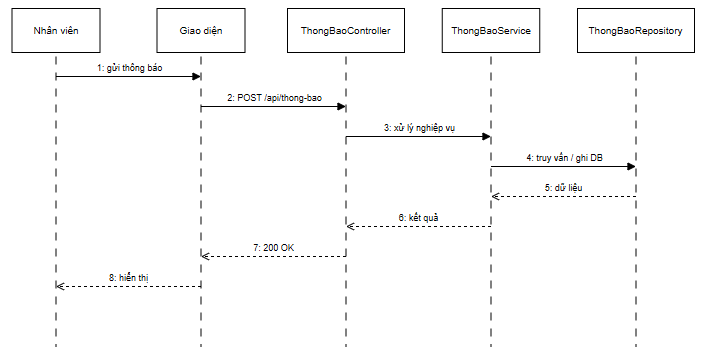 Nhân viên
Giao diện
ThongBaoController
ThongBaoService
ThongBaoRepository
1: gửi thông báo
2: POST /api/thong-bao
3: xử lý nghiệp vụ
4: truy vấn / ghi DB
5: dữ liệu
6: kết quả
7: 200 OK
8: hiển thị